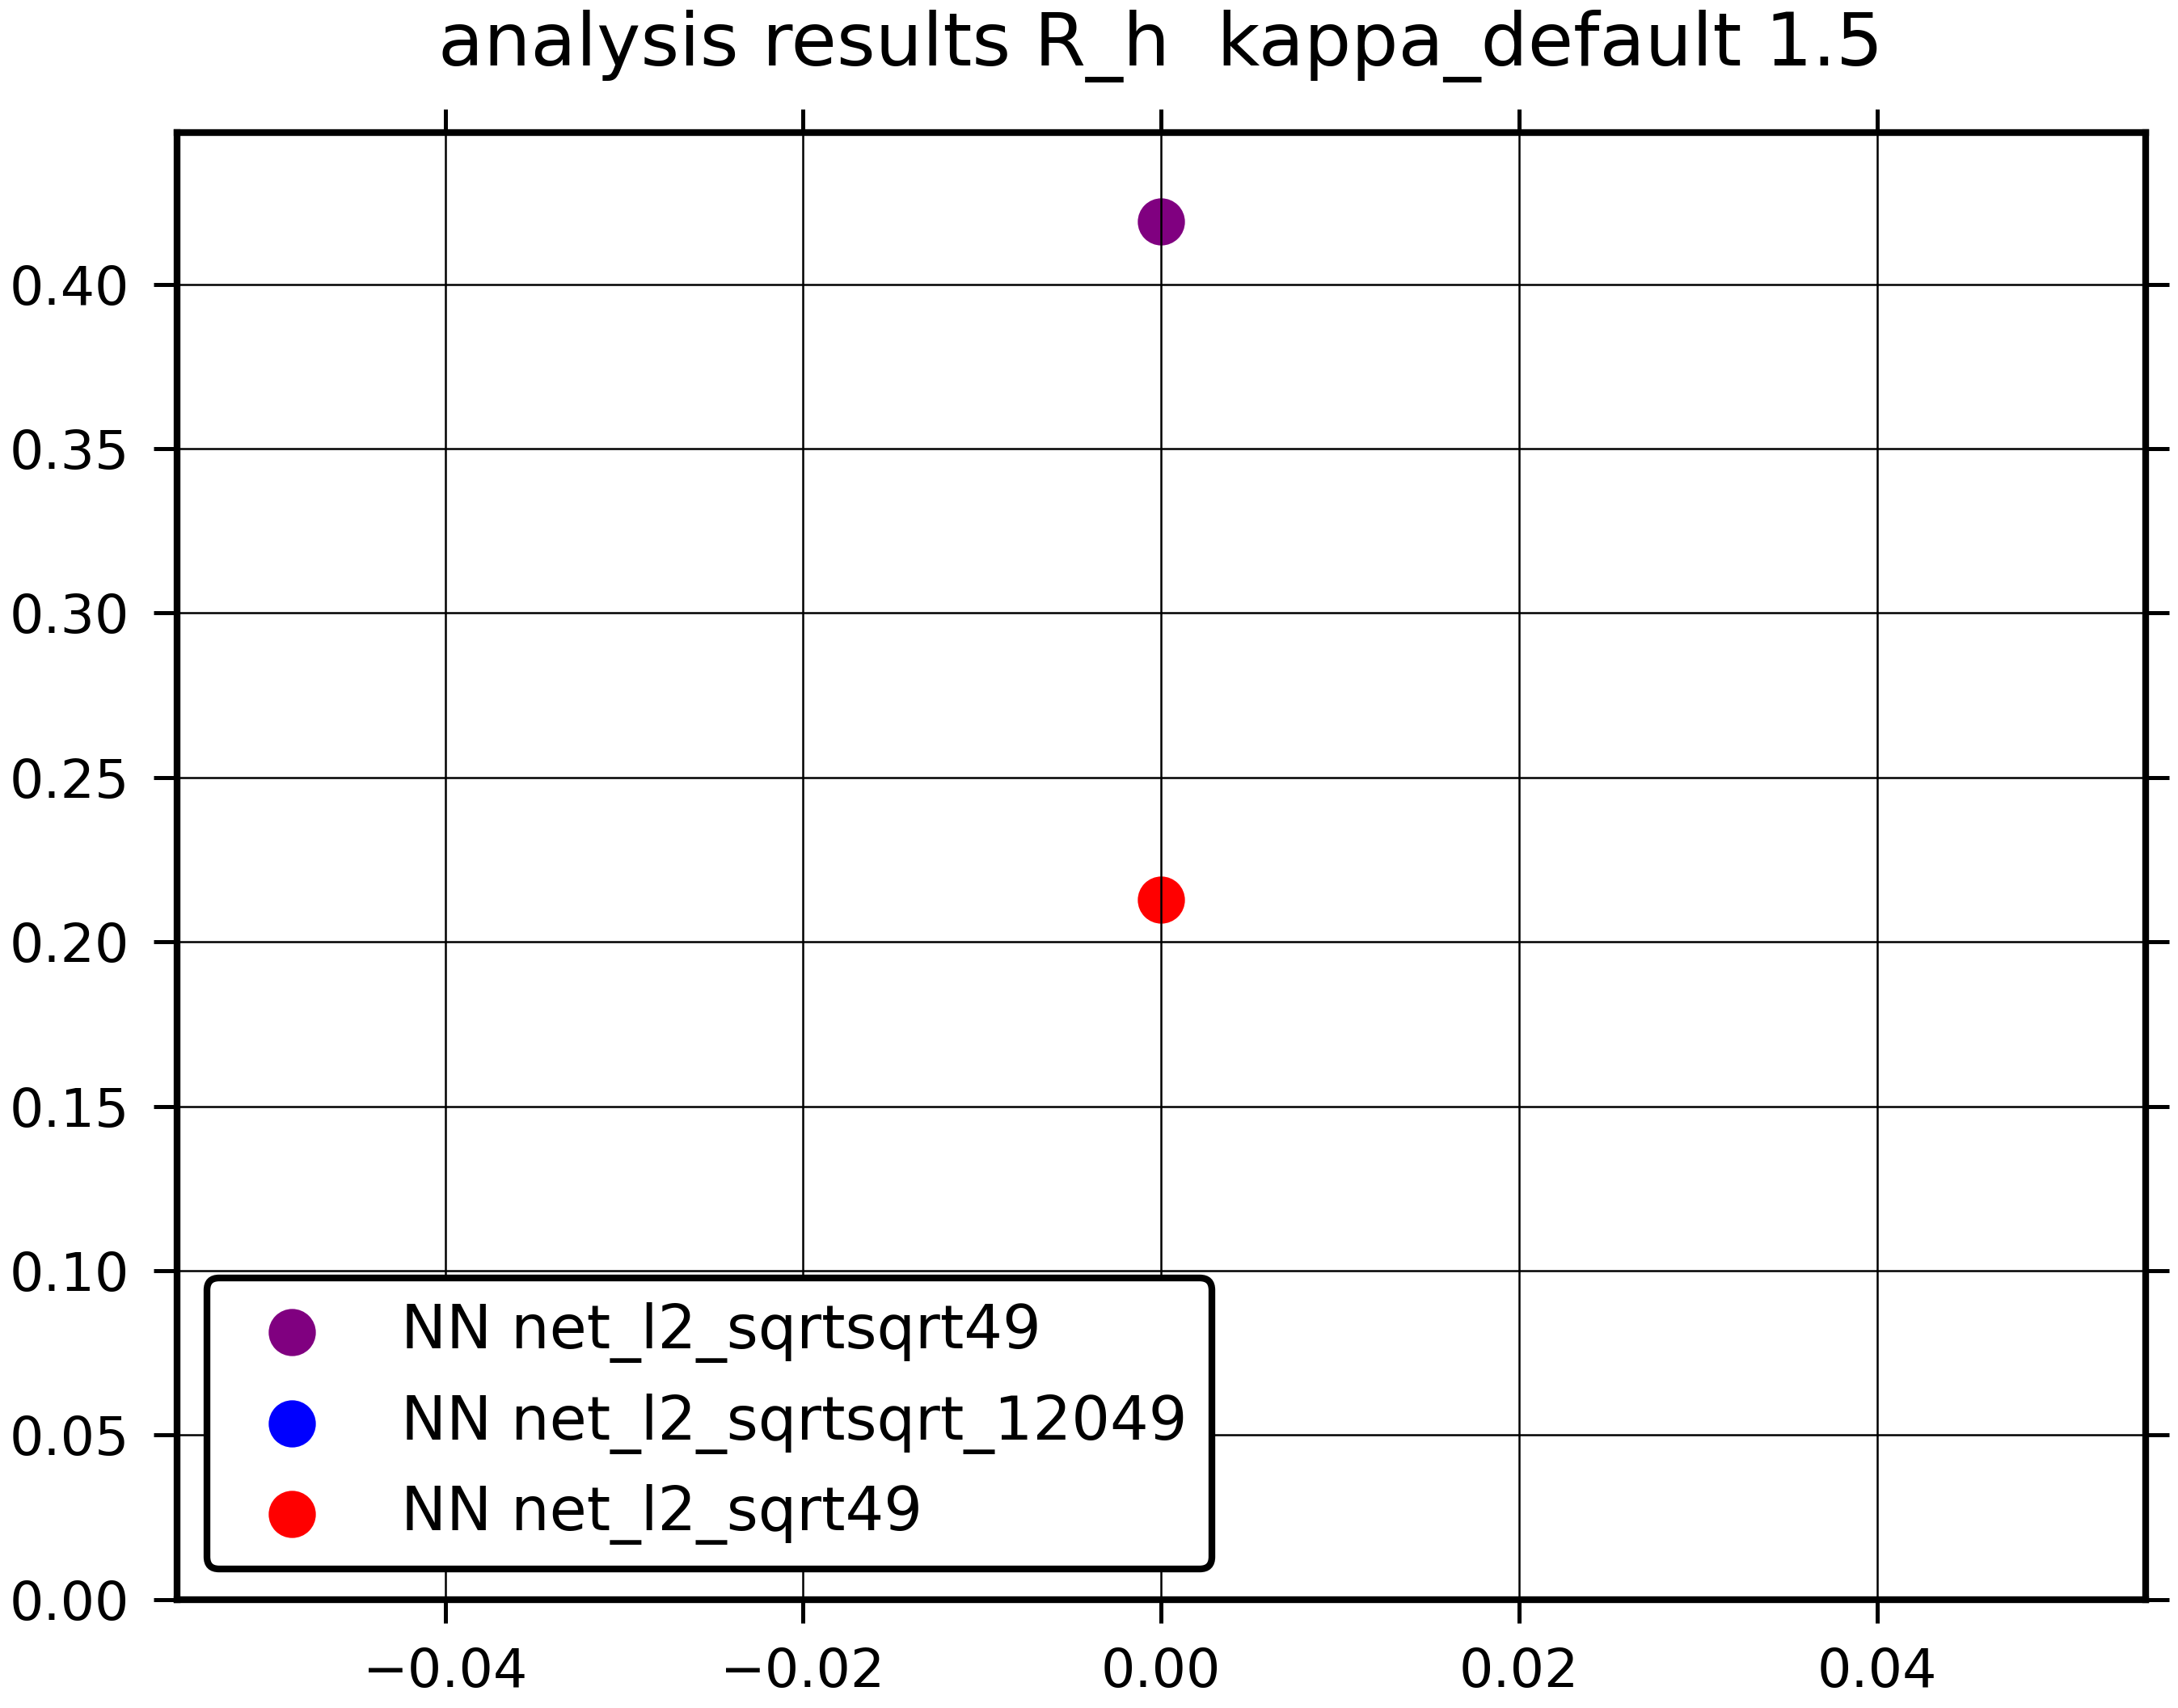 analysis results R_h  kappa_default 1.5
0.40
0.35
0.30
0.25
0.20
0.15
0.10
0.05
0.00
NN net_l2_sqrtsqrt49
NN net_l2_sqrtsqrt_12049
NN net_l2_sqrt49
−0.04 −0.02 0.00 0.02 0.04